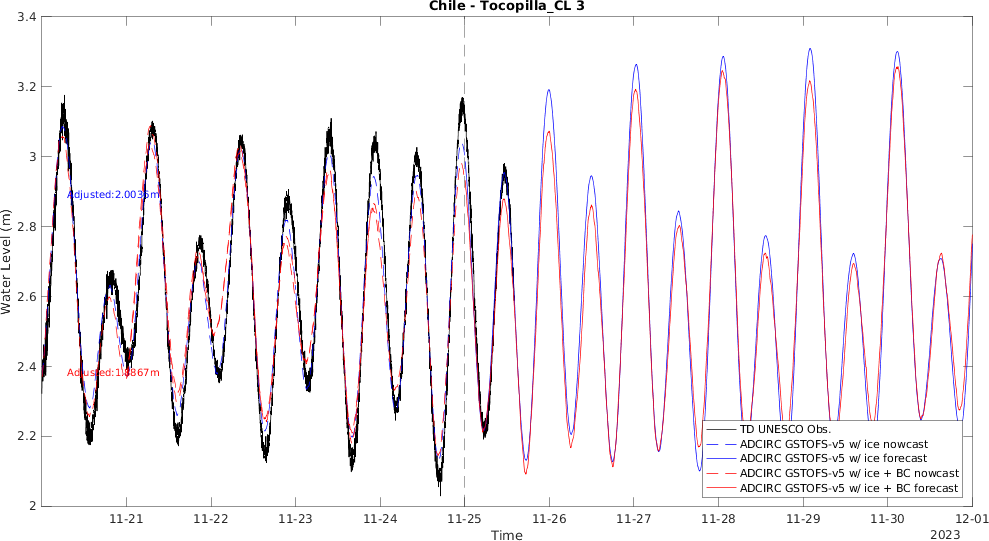 Chile - Tocopilla_CL 3
3.4
3.2
3
2.8
2.6
2.4
2.2
2
Water Level (m)
Adjusted:2.0035m
Adjusted:1.8867m
TD UNESCO Obs.
ADCIRC GSTOFS-v5 w/ ice nowcast
ADCIRC GSTOFS-v5 w/ ice forecast
ADCIRC GSTOFS-v5 w/ ice + BC nowcast
ADCIRC GSTOFS-v5 w/ ice + BC forecast
11-21 11-22 11-23 11-24 11-25 11-26 11-27 11-28 11-29 11-30 12-01
Time
2023